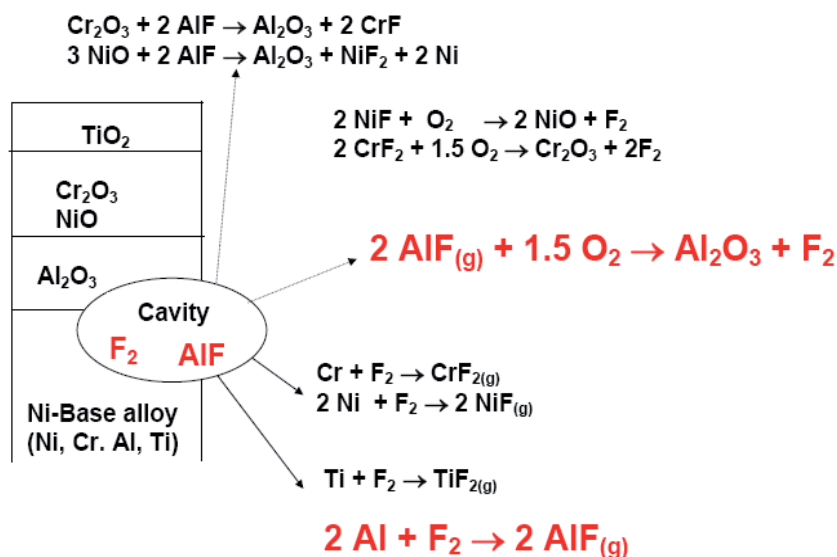 Cr₂O₃ + 2 AlF → Al₂O₃ + 2 CrF
3 NiO + 2 AlF → Al₂O₃ + NiF₂ + 2 Ni
2 NiF + O₂ → 2 NiO + F₂
2 CrF₂ + 1.5 O₂ → Cr₂O₃ + 2F₂
TiO₂
Cr₂O₃
NiO
2 AlF(g) + 1.5 O₂ → Al₂O₃ + F₂
Al₂O₃
Cavity
F₂ AlF
Cr + F₂ → CrF₂(g)
2 Ni + F₂ → 2 NiF(g)
Ni-Base alloy
(Ni, Cr. Al, Ti)
Ti + F₂ → TiF₂(g)
2 Al + F₂ → 2 AlF(g)